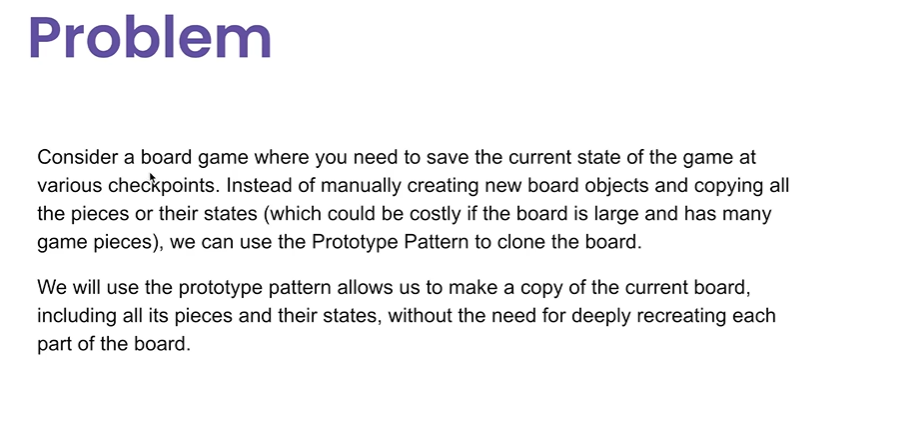 Problem
Consider a board game where you need to save the current state of the game at
various checkpoints. Instead of manually creating new board objects and copying all
the pieces or their states (which could be costly if the board is large and has many
game pieces), we can use the Prototype Pattern to clone the board.
We will use the prototype pattern allows us to make a copy of the current board,
including all its pieces and their states, without the need for deeply recreating each
part of the board.